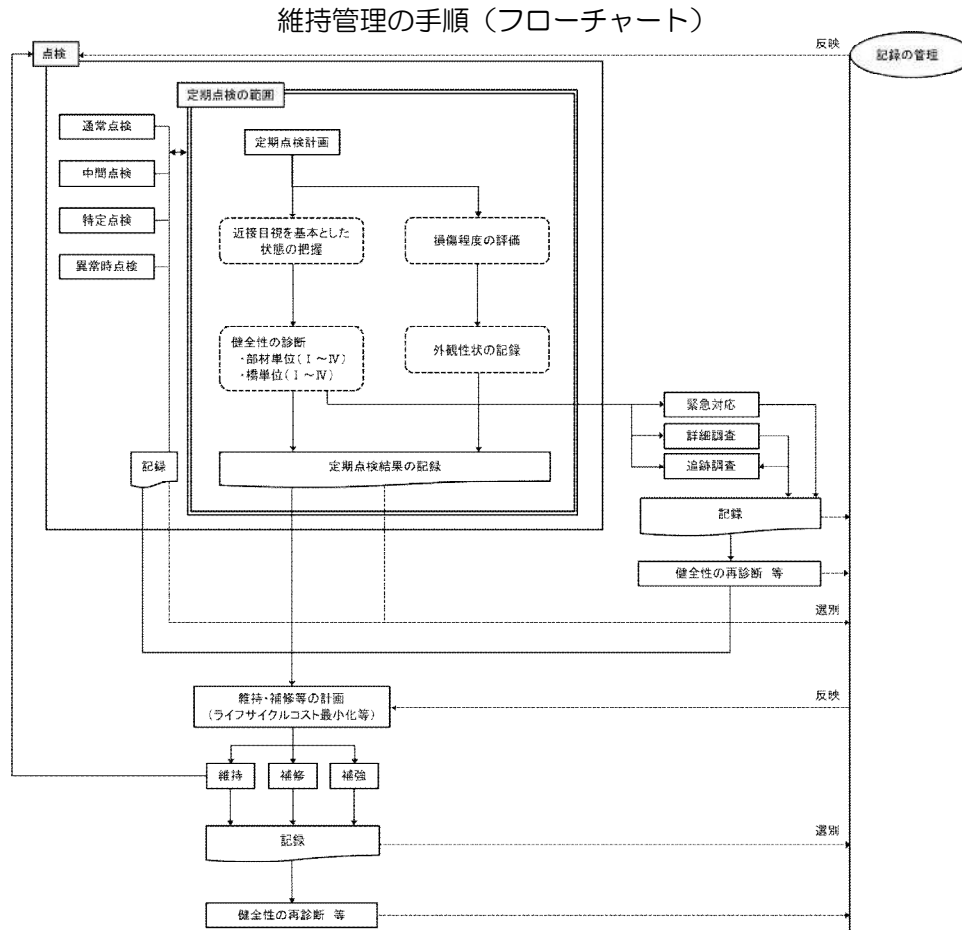 維持管理の手順（フローチャート）
点検
反映
記録の管理
定期点検の範囲
通常点検
中間点検
特定点検
異常時点検
定期点検計画
近接目視を基本とした
状態の把握
損傷程度の評価
健全性の診断
・部材単位(Ⅰ～Ⅳ)
・橋単位(Ⅰ～Ⅳ)
外観性状の記録
緊急対応
詳細調査
追跡調査
記録
定期点検結果の記録
記録
健全性の再診断 等
選別
維持・補修等の計画
(ライフサイクルコスト最小化等)
反映
維持
補修
補強
記録
選別
健全性の再診断 等